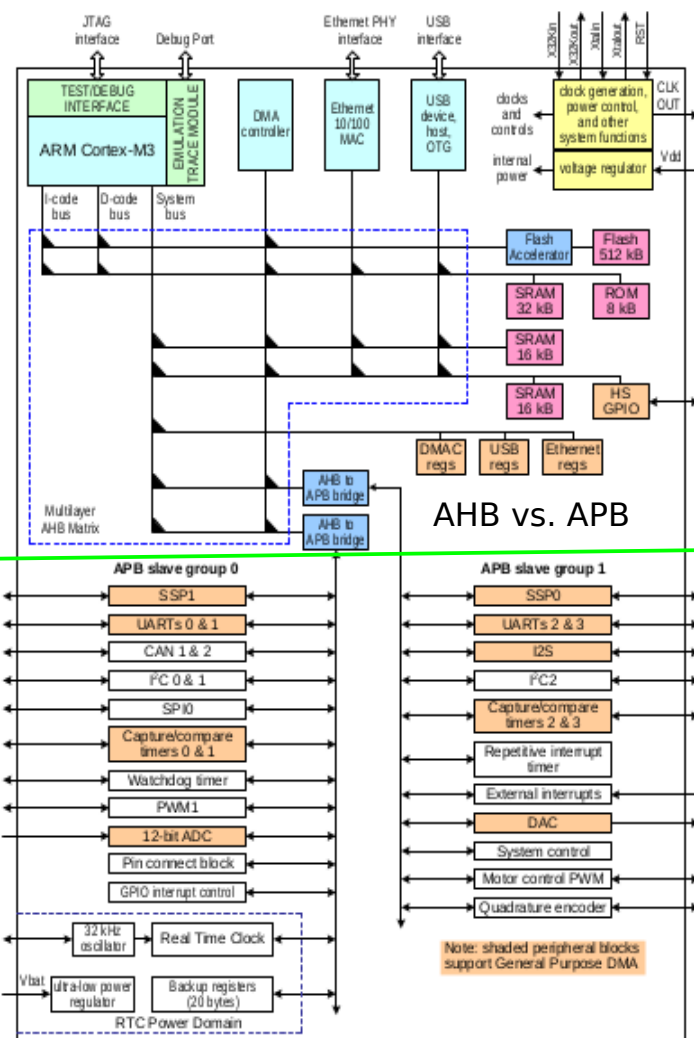 JTAG
interface
Debug Port
Ethernet PHY
interface
USB
interface
X32Kin
X32Kout
Xtalin
Xtalout
RST
TEST/DEBUG
INTERFACE
EMULATION
TRACE MODULE
ARM Cortex-M3
DMA
controller
Ethernet
10/100
MAC
USB
device,
host,
OTG
clocks
and
controls
clock generation,
power control,
and other
system functions
CLK
OUT
internal
power
voltage regulator
Vdd
I-code
bus
D-code
bus
System
bus
Flash
Accelerator
Flash
512 kB
SRAM
32 kB
ROM
8 kB
SRAM
16 kB
SRAM
16 kB
HS
GPIO
DMAC
regs
USB
regs
Ethernet
regs
AHB to
APB bridge
Multilayer
AHB Matrix
AHB to
APB bridge
AHB vs. APB
APB slave group 0
SSP1
UARTs 0 & 1
CAN 1 & 2
I²C 0 & 1
SPI0
Capture/compare
timers 0 & 1
Watchdog timer
PWM1
12-bit ADC
Pin connect block
GPIO interrupt control
32 kHz
oscillator
Real Time Clock
Vbat
ultra-low power
regulator
Backup registers
(20 bytes)
RTC Power Domain
APB slave group 1
SSP0
UARTs 2 & 3
I2S
I²C2
Capture/compare
timers 2 & 3
Repetitive interrupt
timer
External interrupts
DAC
System control
Motor control PWM
Quadrature encoder
Note: shaded peripheral blocks
support General Purpose DMA